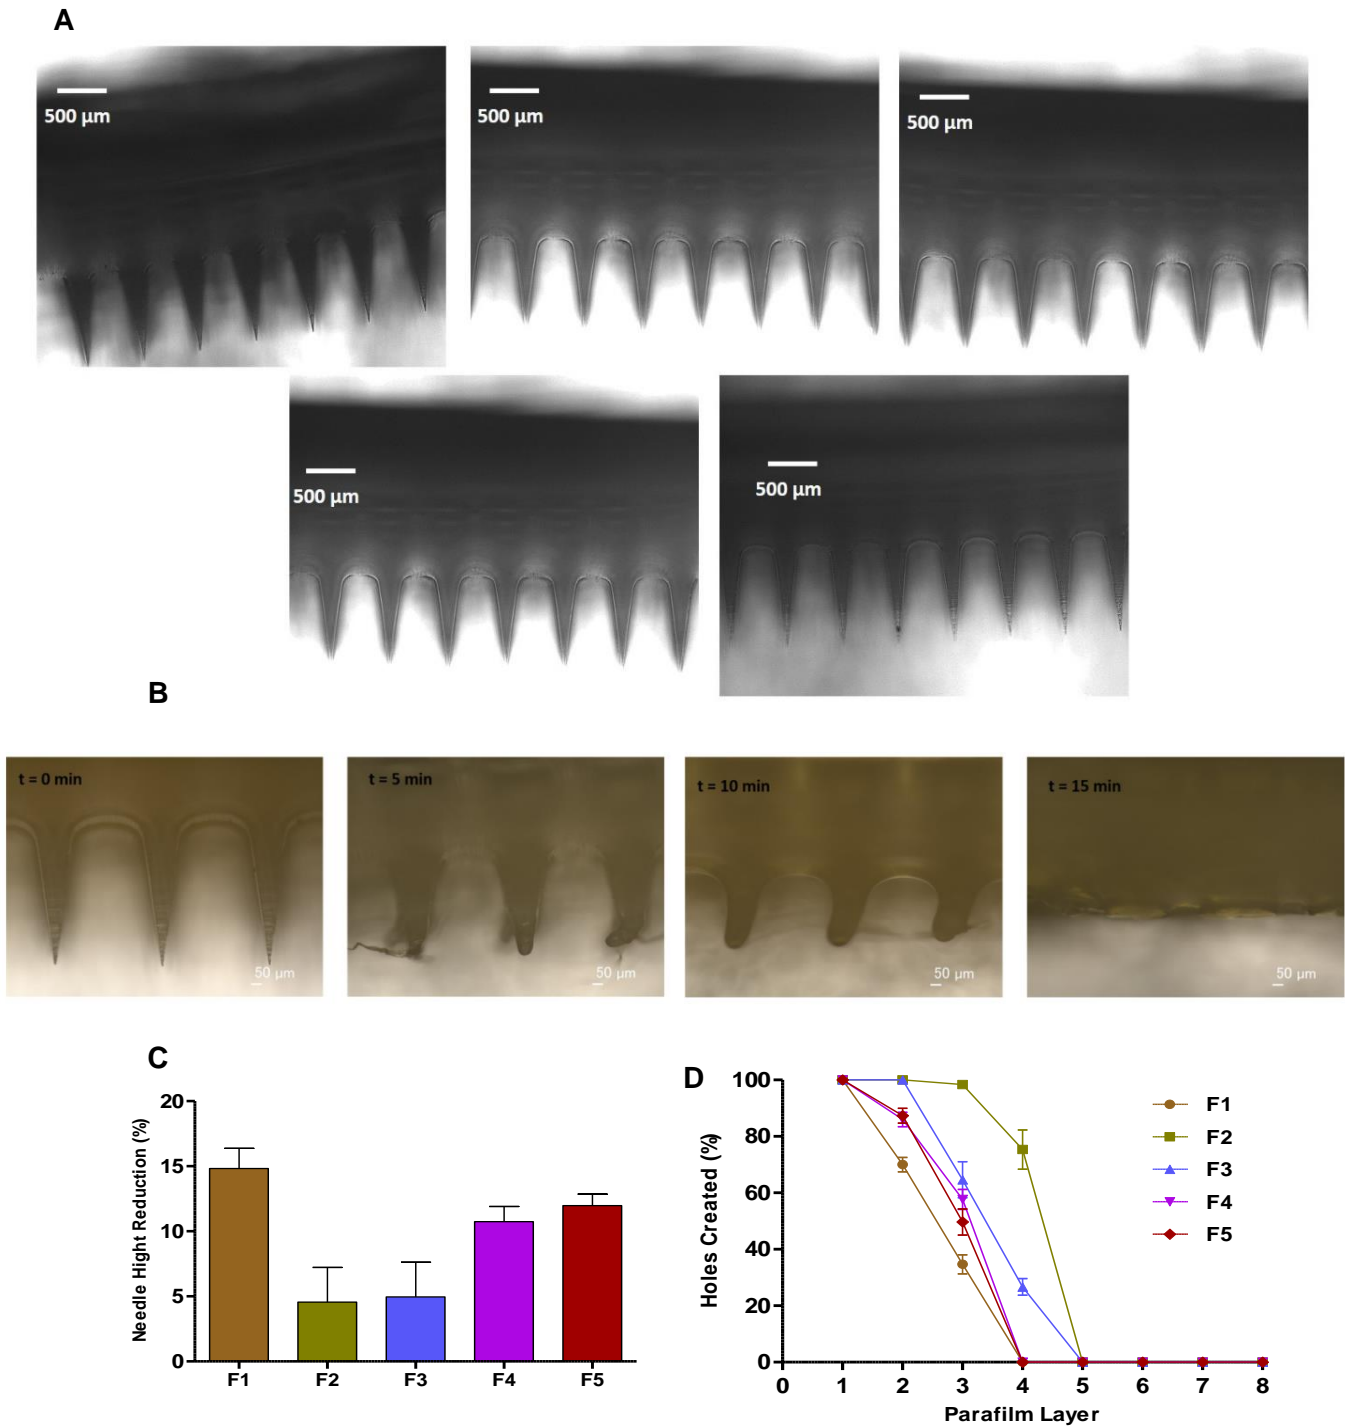 A
500 µm
500 µm
500 µm
500 µm
500 µm
B
t = 0 min
50 µm
t = 5 min
50 µm
t = 10 min
50 µm
t = 15 min
50 µm
C
Needle Hight Reduction (%)
20
15
10
5
0
F1 F2 F3 F4 F5
D
Holes Created (%)
100
80
60
40
20
0
0 1 2 3 4 5 6 7 8
Parafilm Layer
F1
F2
F3
F4
F5